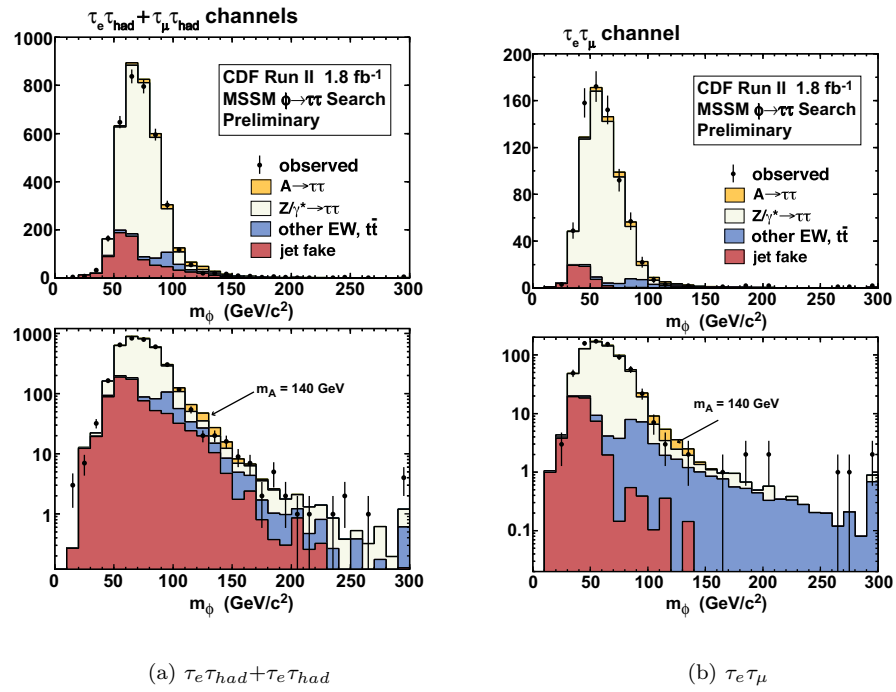 τeτhad+τμτhad channels
1000
800
600
400
200
0
CDF Run II 1.8 fb-1
MSSM ϕ→ττ Search
Preliminary
observed
A→ττ
Z/γ*→ττ
other EW, tt̄
jet fake
0 50 100 150 200 250 300
mϕ (GeV/c2)
1000
100
10
1
mA = 140 GeV
0 50 100 150 200 250 300
mϕ (GeV/c2)
(a) τeτhad+τeτhad
τeτμ channel
200
160
120
80
40
0
CDF Run II 1.8 fb-1
MSSM ϕ→ττ Search
Preliminary
observed
A→ττ
Z/γ*→ττ
other EW, tt̄
jet fake
0 50 100 150 200 250 300
mϕ (GeV/c2)
100
10
1
0.1
mA = 140 GeV
0 50 100 150 200 250 300
mϕ (GeV/c2)
(b) τeτμ